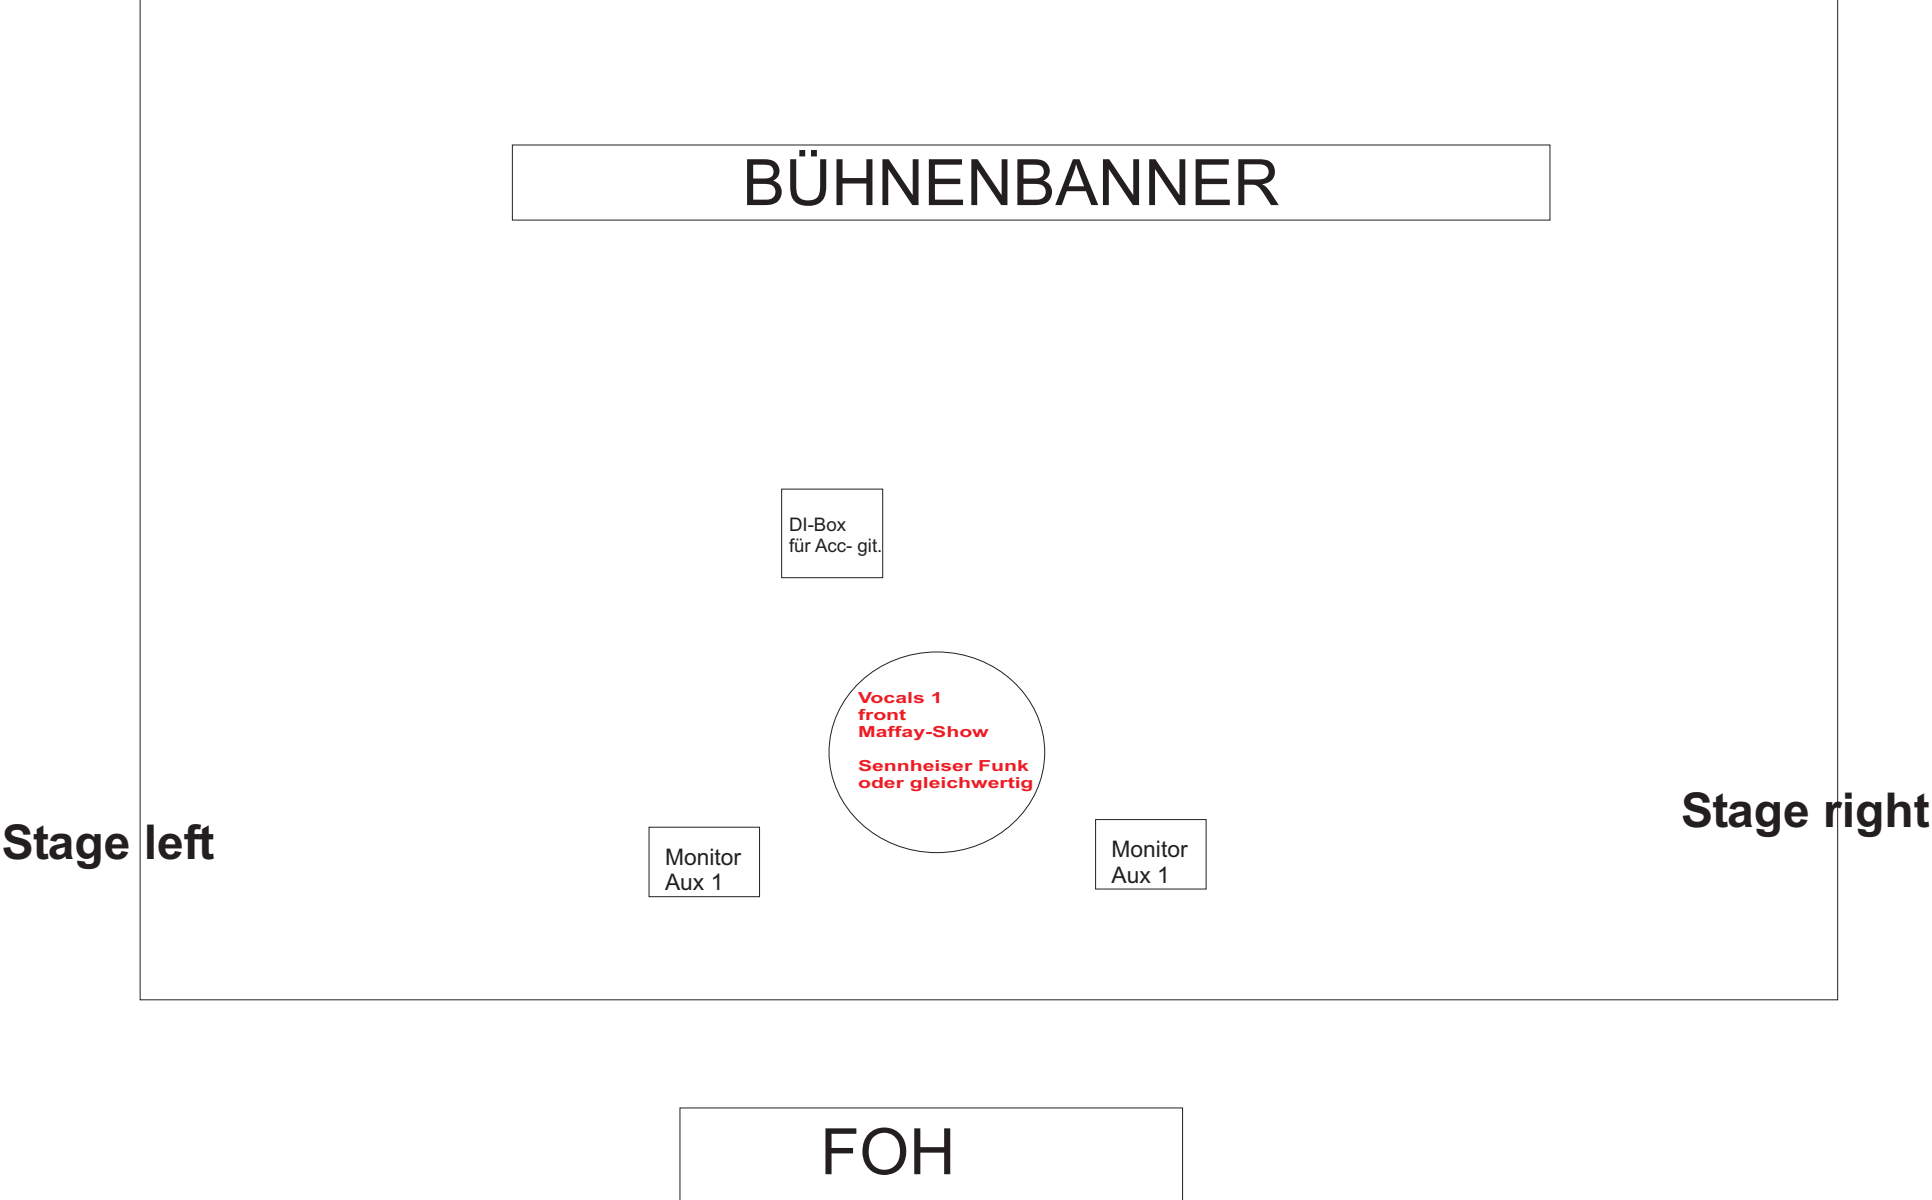 BÜHNENBANNER
DI-Box
für Acc- git.
Vocals 1
front
Maffay-Show
Sennheiser Funk
oder gleichwertig
Stage left
Stage right
Monitor
Aux 1
Monitor
Aux 1
FOH